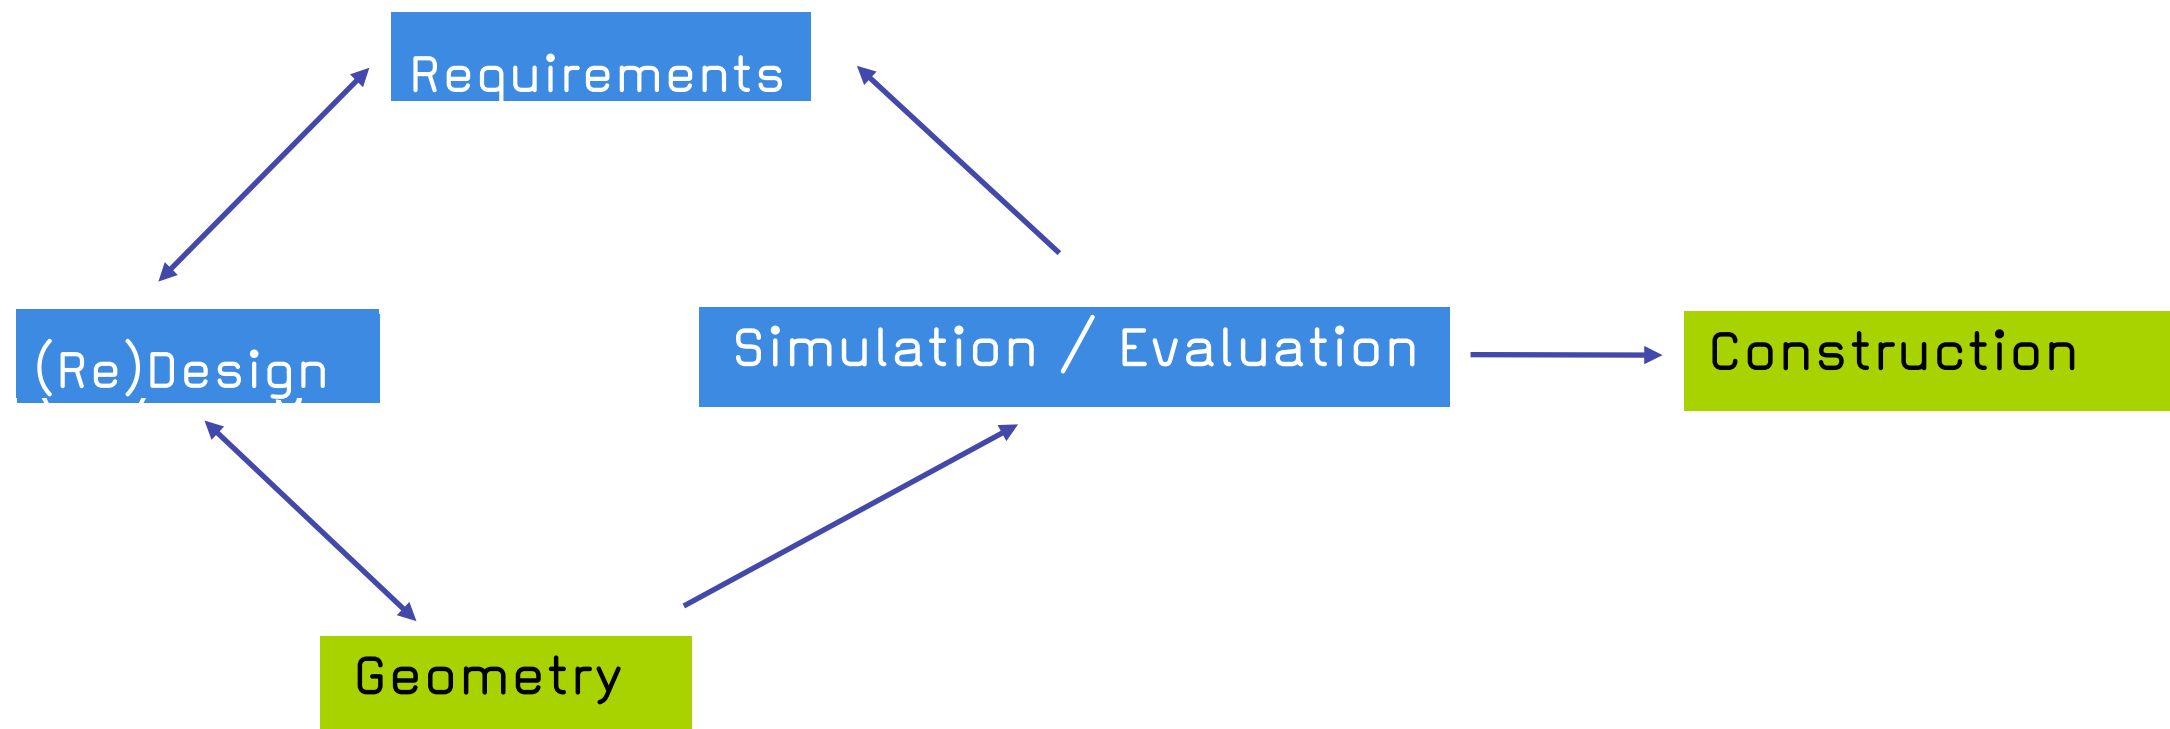 Requirements
(Re)Design
Simulation / Evaluation
Construction
Geometry